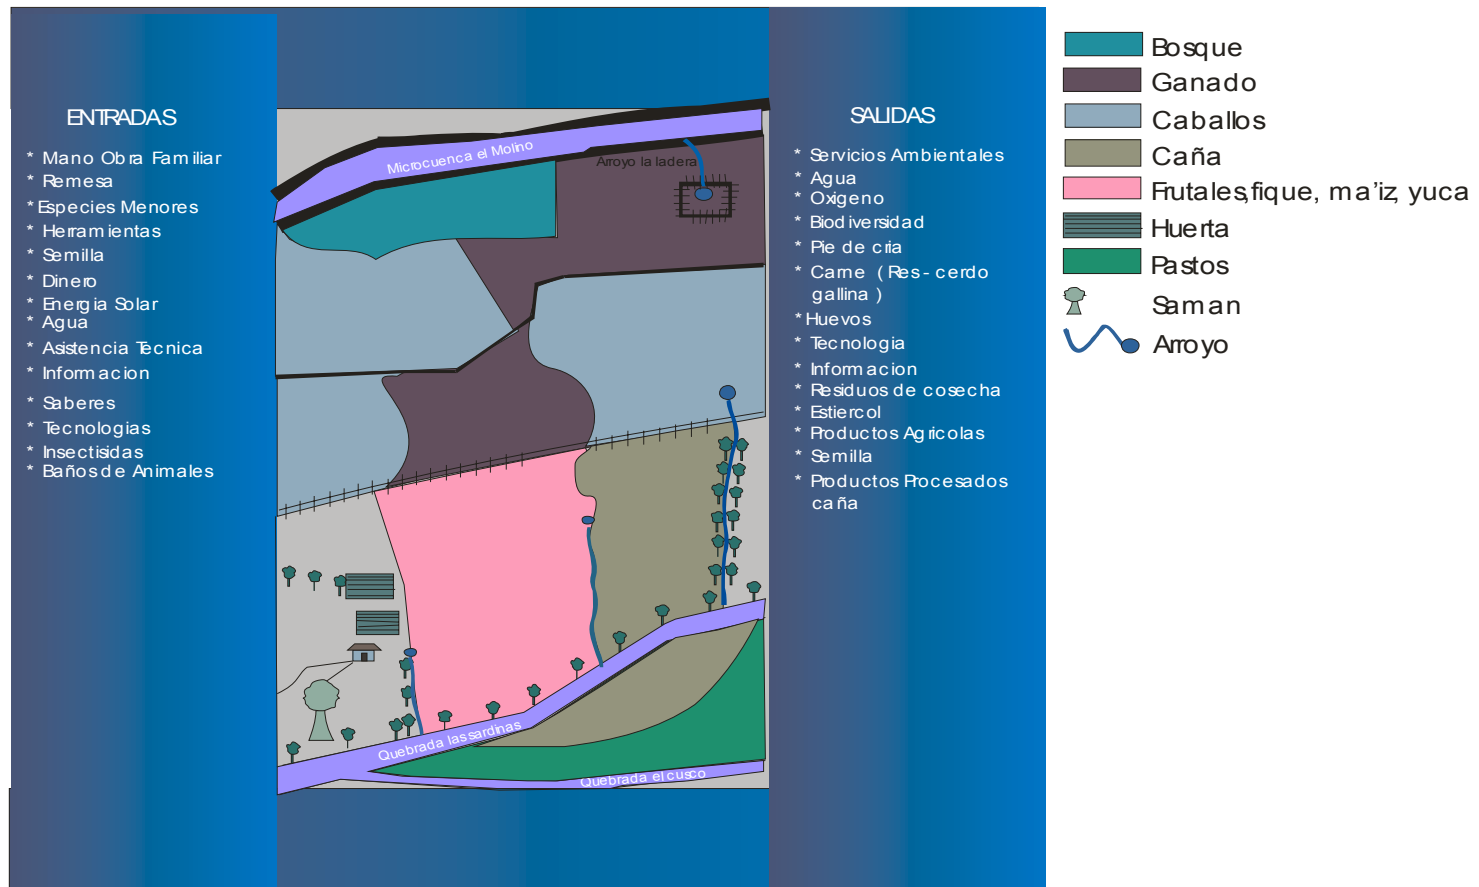 ENTRADAS
* Mano Obra Familiar
* Remesa
* Especies Menores
* Herramientas
* Semilla
* Dinero
* Energia Solar
* Agua
* Asistencia Tecnica
* Informacion
* Saberes
* Tecnologias
* Insectisidas
* Baños de Animales
Microcuenca el Molino
Arroyo la ladera
Quebrada las sardinas
Quebrada el cusco
SALIDAS
* Servicios Ambientales
* Agua
* Oxigeno
* Biodiversidad
* Pie de cria
* Carne ( Res - cerdo
gallina )
* Huevos
* Tecnologia
* Informacion
* Residuos de cosecha
* Estiercol
* Productos Agricolas
* Semilla
* Productos Procesados
caña
Bosque
Ganado
Caballos
Caña
Frutales,fique, ma'iz, yuca
Huerta
Pastos
Saman
Arroyo